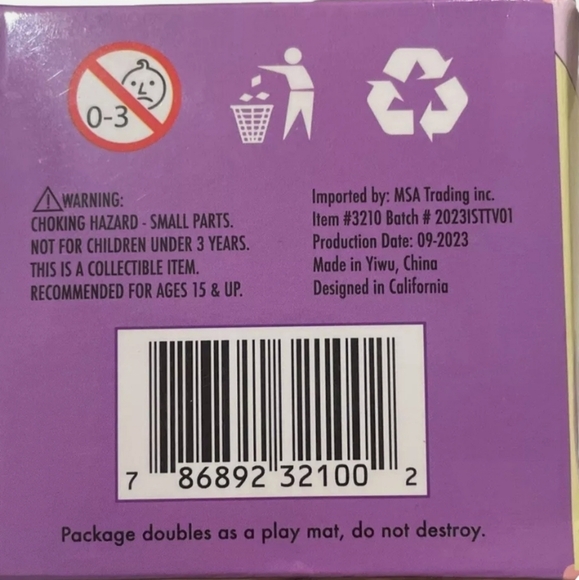 0-3
WARNING:
CHOKING HAZARD - SMALL PARTS.
NOT FOR CHILDREN UNDER 3 YEARS.
THIS IS A COLLECTIBLE ITEM.
RECOMMENDED FOR AGES 15 & UP.
Imported by: MSA Trading inc.
Item #3210 Batch # 2023ISTTV01
Production Date: 09-2023
Made in Yiwu, China
Designed in California
7 86892 32100 2
Package doubles as a play mat, do not destroy.